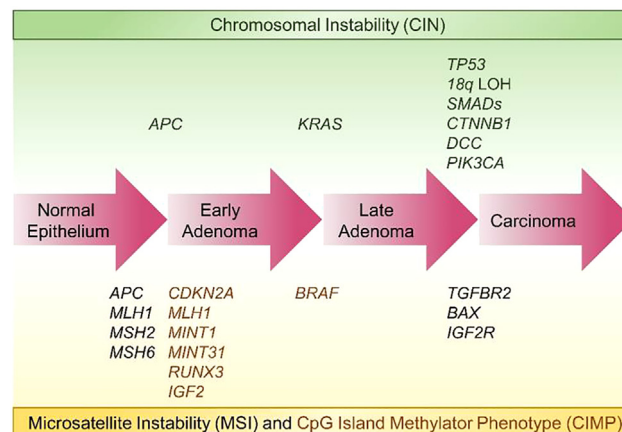 Chromosomal Instability (CIN)
TP53
18q LOH
SMADs
CTNNB1
DCC
PIK3CA
APC
KRAS
Normal
Epithelium
Early
Adenoma
Late
Adenoma
Carcinoma
APC
MLH1
MSH2
MSH6
CDKN2A
MLH1
MINT1
MINT31
RUNX3
IGF2
BRAF
TGFBR2
BAX
IGF2R
Microsatellite Instability (MSI) and CpG Island Methylator Phenotype (CIMP)